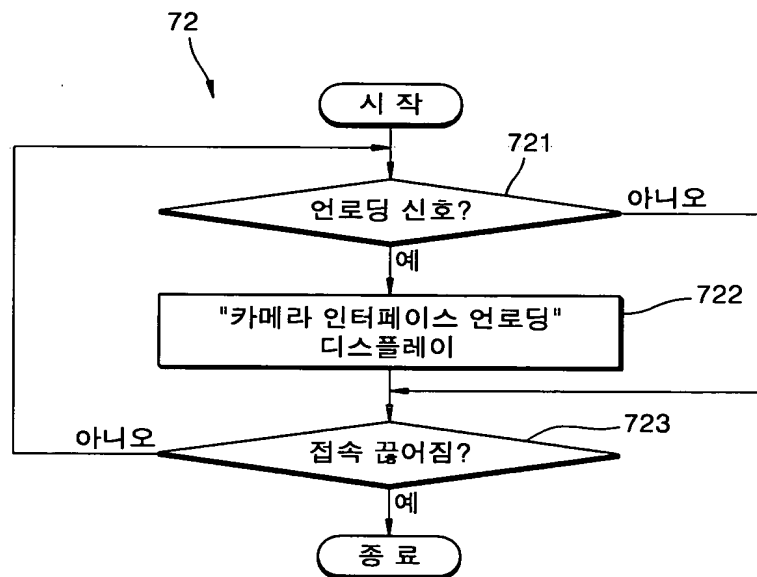 72
시 작
721
언로딩 신호?
아니오
예
722
"카메라 인터페이스 언로딩"
디스플레이
723
아니오
접속 끊어짐?
예
종 료